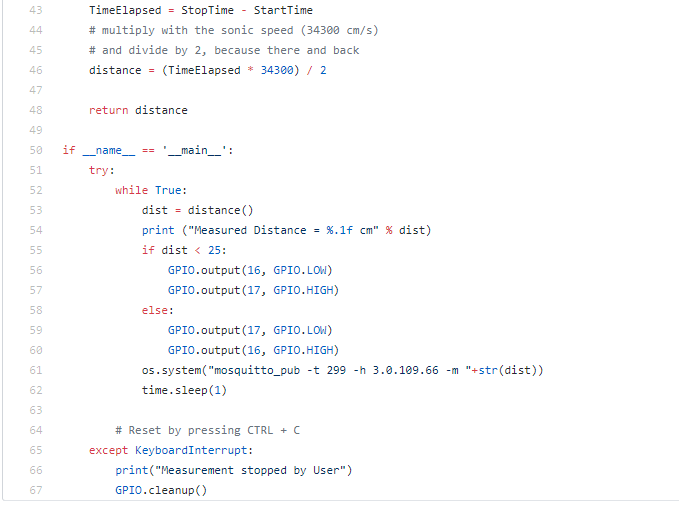 43 TimeElapsed = StopTime - StartTime
44 # multiply with the sonic speed (34300 cm/s)
45 # and divide by 2, because there and back
46 distance = (TimeElapsed * 34300) / 2
47
48 return distance
49
50 if __name__ == '__main__':
51 try:
52 while True:
53 dist = distance()
54 print ("Measured Distance = %.1f cm" % dist)
55 if dist < 25:
56 GPIO.output(16, GPIO.LOW)
57 GPIO.output(17, GPIO.HIGH)
58 else:
59 GPIO.output(17, GPIO.LOW)
60 GPIO.output(16, GPIO.HIGH)
61 os.system("mosquitto_pub -t 299 -h 3.0.109.66 -m "+str(dist))
62 time.sleep(1)
63
64 # Reset by pressing CTRL + C
65 except KeyboardInterrupt:
66 print("Measurement stopped by User")
67 GPIO.cleanup()